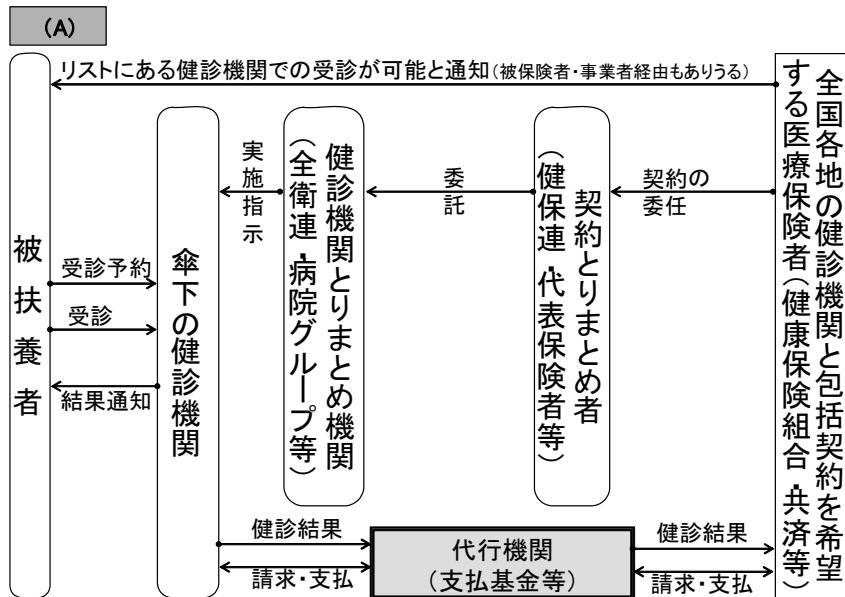 (A)
リストにある健診機関での受診が可能と通知(被保険者・事業者経由もありうる)
被扶養者
受診予約
受診
結果通知
傘下の健診機関
実施指示
健診機関とりまとめ機関
(全衛連・病院グループ等)
委託
契約とりまとめ者
(健保連・代表保険者等)
契約の
委任
全国各地の健診機関と包括契約を希望
する医療保険者(健康保険組合・共済等)
健診結果
請求・支払
代行機関
(支払基金等)
健診結果
請求・支払